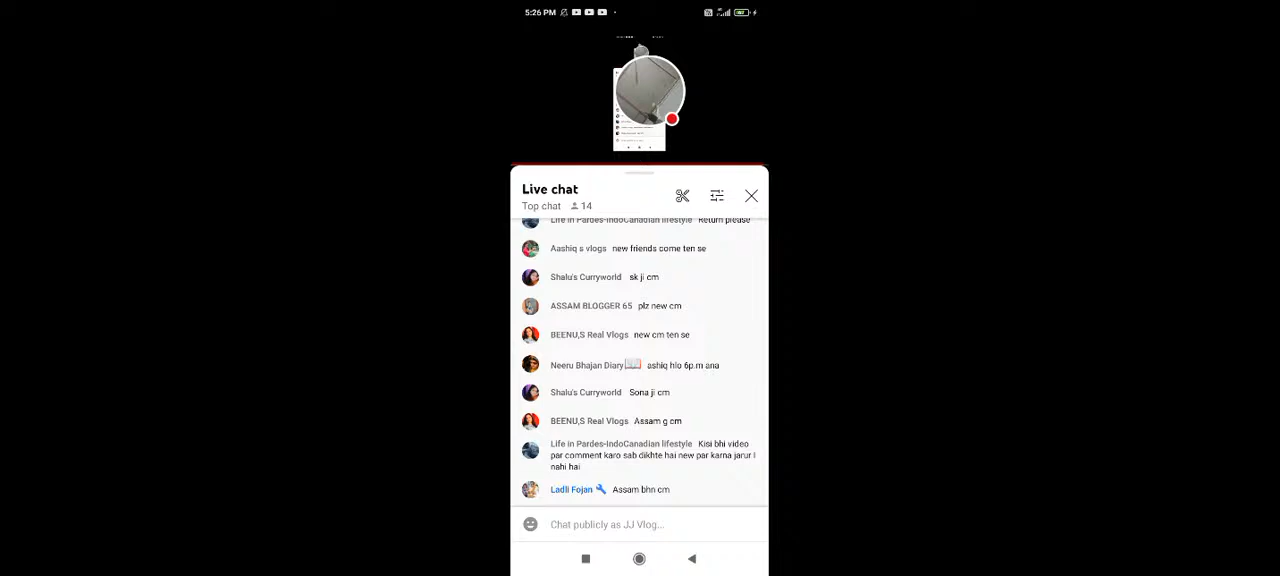 5:26 PM
Live chat
Top chat 14
Life in Pardes-IndoCanadian lifestyle Return please
Aashiq s vlogs new friends come ten se
Shalu's Curryworld sk ji cm
ASSAM BLOGGER 65 plz new cm
BEENU,S Real Vlogs new cm ten se
Neeru Bhajan Diary ashiq hlo 6p.m ana
Shalu's Curryworld Sona ji cm
BEENU,S Real Vlogs Assam g cm
Life in Pardes-IndoCanadian lifestyle Kisi bhi video
par comment karo sab dikhte hai new par karna jarur I
nahi hai
Ladli Fojan Assam bhn cm
Chat publicly as JJ Vlog...